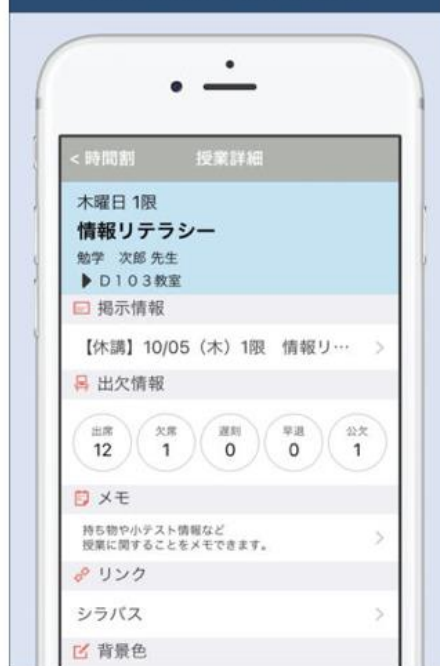 < 時間割 授業詳細
木曜日 1限
情報リテラシー
勉学 次郎 先生
▶ D103教室
掲示情報
【休講】10/05（木）1限 情報リ… >
出欠情報
出席 欠席 遅刻 早退 公欠
12 1 0 0 1
メモ
持ち物や小テスト情報など
授業に関することをメモできます。 >
リンク
シラバス >
背景色